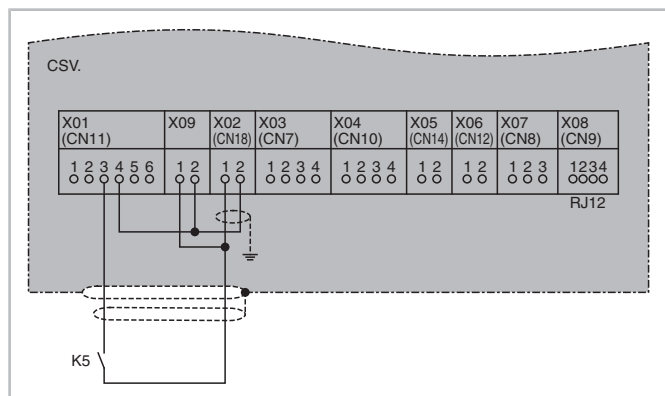 CSV.
X01 X09 X02 X03 X04 X05 X06 X07 X08
(CN11) (CN18) (CN7) (CN10) (CN14) (CN12) (CN8) (CN9)
1 2 3 4 5 6 1 2 1 2 1 2 3 4 1 2 3 4 1 2 1 2 1 2 3 1234
RJ12
K5